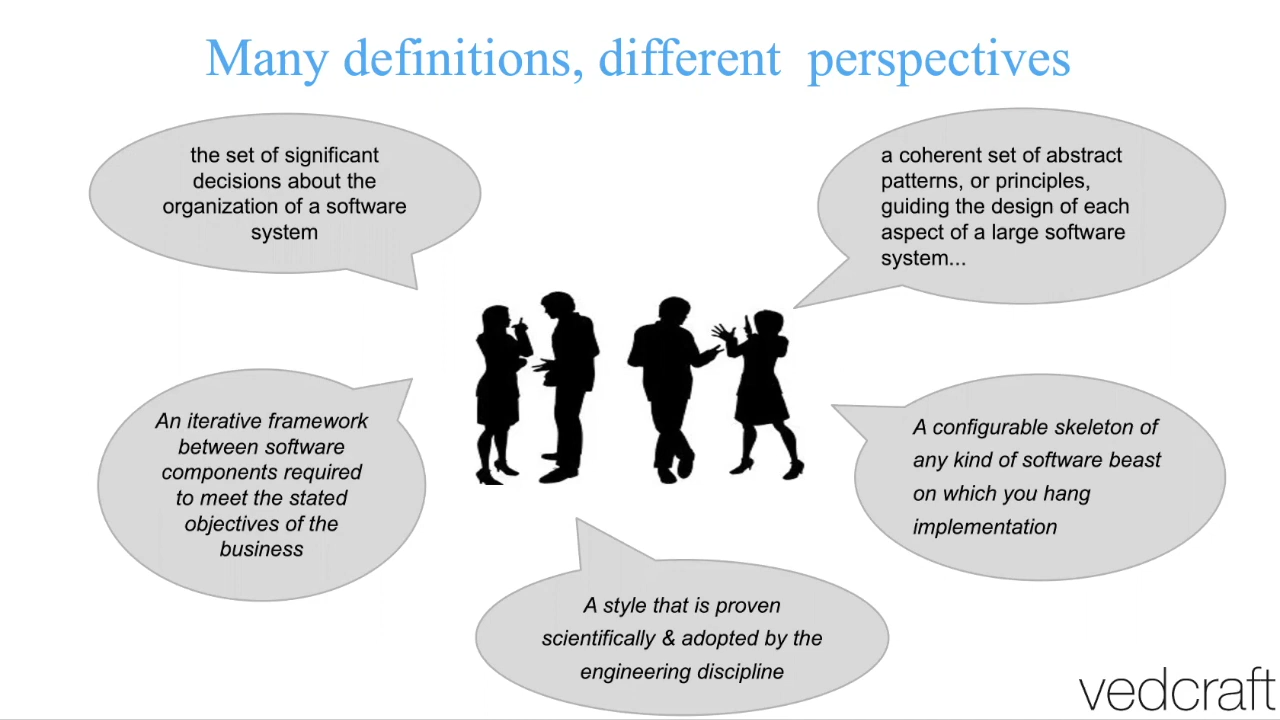 Many definitions, different perspectives
the set of significant
decisions about the
organization of a software
system
a coherent set of abstract
patterns, or principles,
guiding the design of each
aspect of a large software
system...
An iterative framework
between software
components required
to meet the stated
objectives of the
business
A configurable skeleton of
any kind of software beast
on which you hang
implementation
A style that is proven
scientifically & adopted by the
engineering discipline
vedcraft